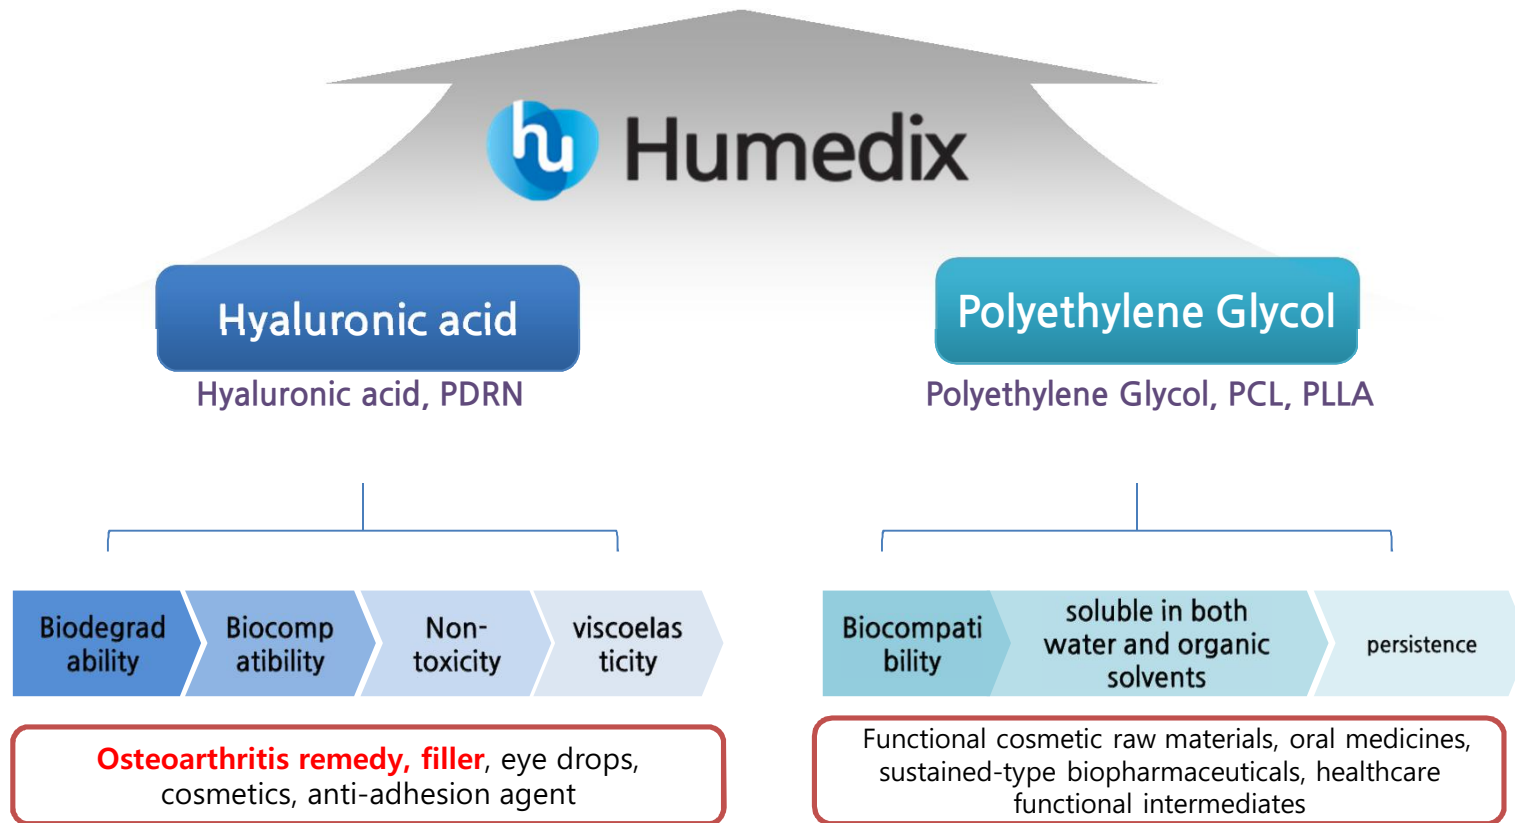 hu Humedix
Hyaluronic acid
Hyaluronic acid, PDRN
Biodegrad
ability
Biocomp
atibility
Non-
toxicity
viscoelas
ticity
Osteoarthritis remedy, filler, eye drops,
cosmetics, anti-adhesion agent
Polyethylene Glycol
Polyethylene Glycol, PCL, PLLA
Biocompati
bility
soluble in both
water and organic
solvents
persistence
Functional cosmetic raw materials, oral medicines,
sustained-type biopharmaceuticals, healthcare
functional intermediates